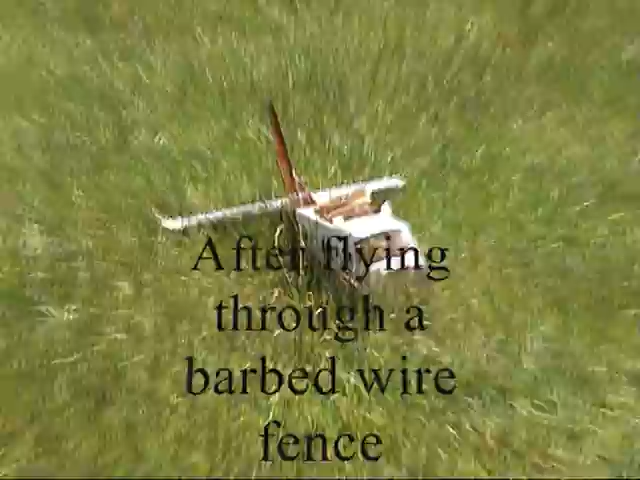 After flying
through a
barbed wire
fence